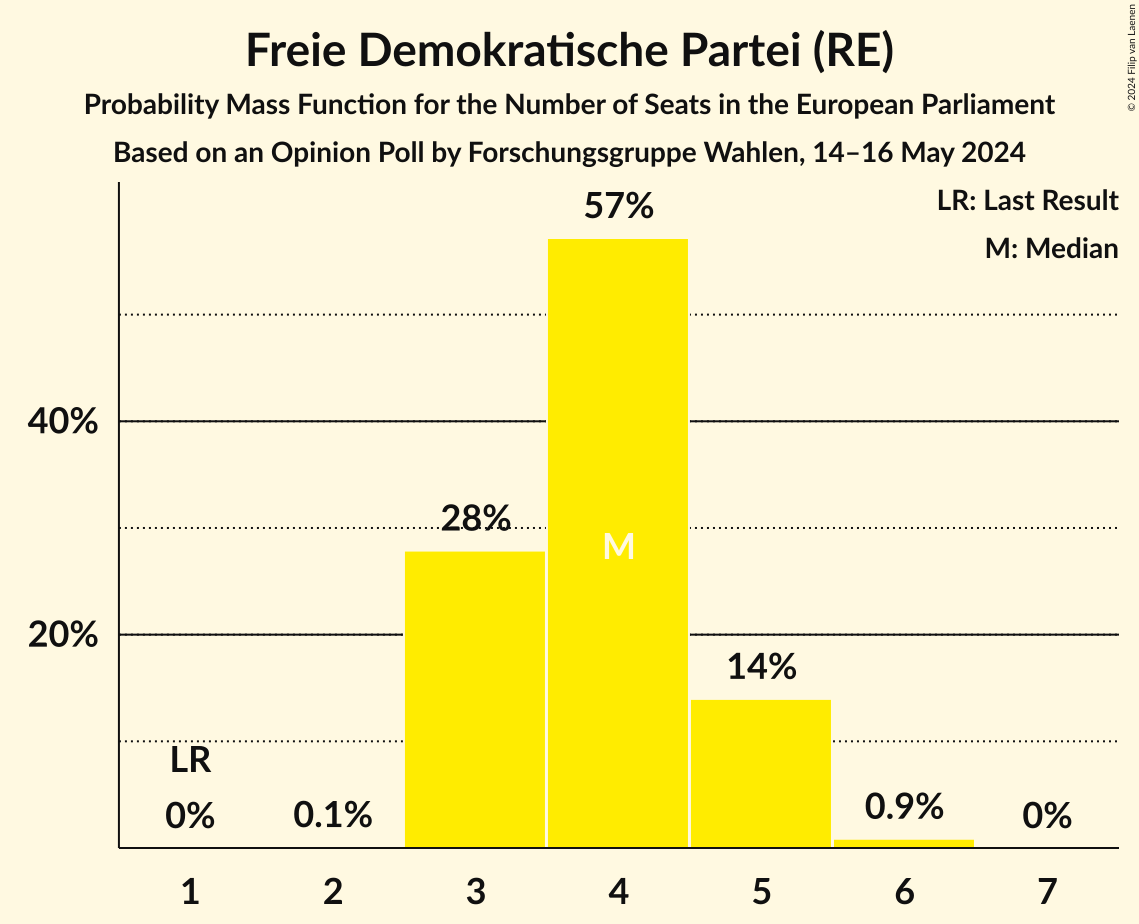 Freie Demokratische Partei (RE)
Probability Mass Function for the Number of Seats in the European Parliament
Based on an Opinion Poll by Forschungsgruppe Wahlen, 14–16 May 2024
© 2024 Filip van Laenen
LR: Last Result
M: Median
57%
40%
28%
M
20%
14%
LR
0%
0.1%
0.9%
0%
1 2 3 4 5 6 7